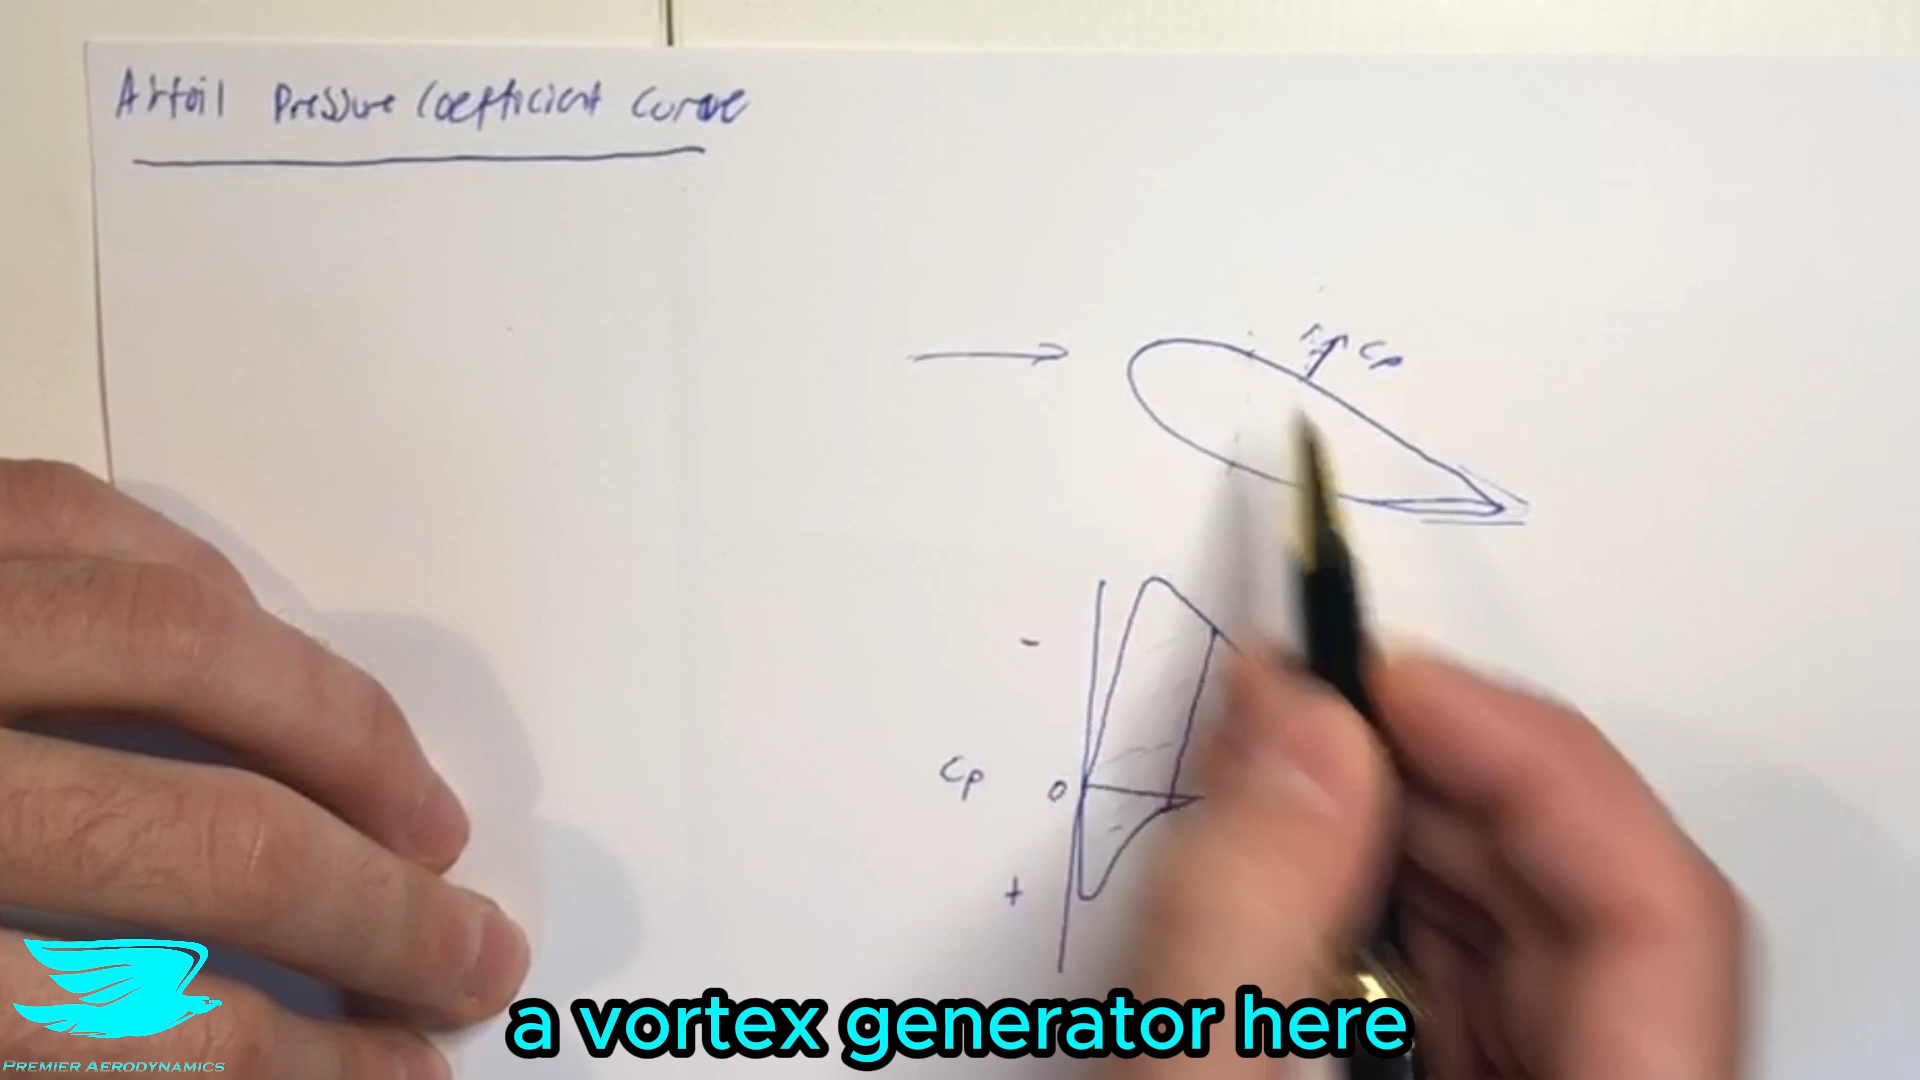 Airfoil Pressure Coefficient Curve
Cp
-
Cp 0
+
a vortex generator here
PREMIER AERODYNAMICS